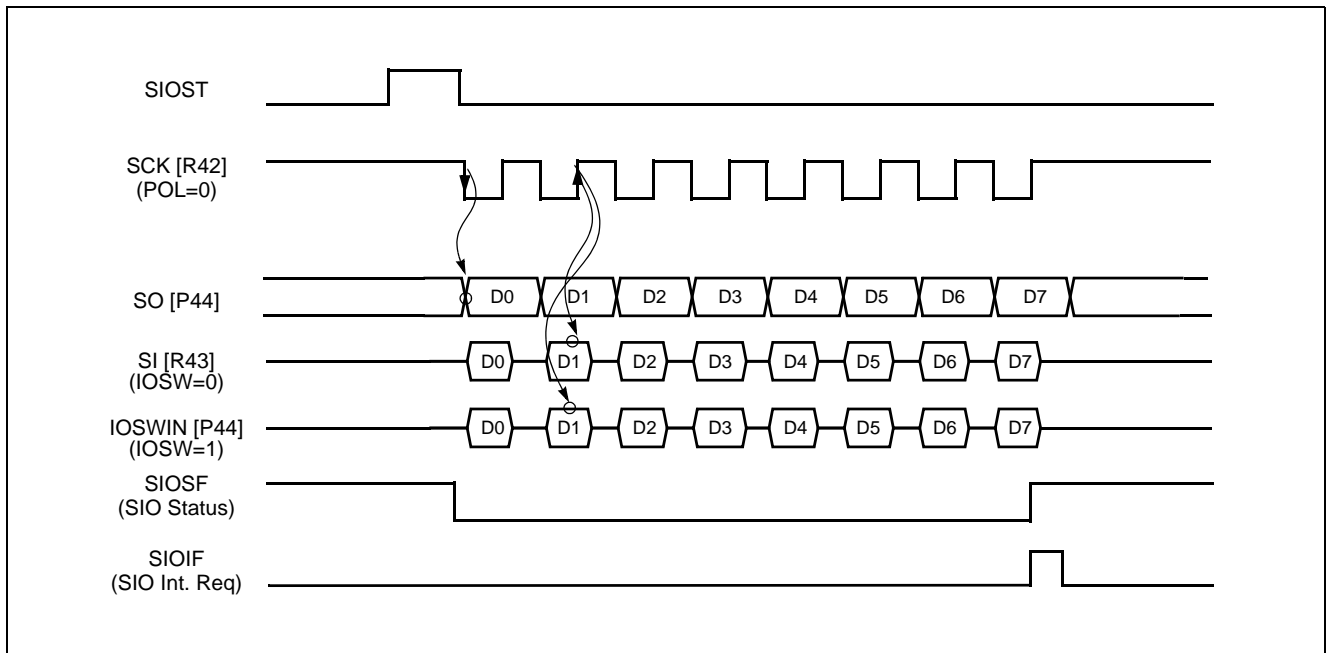 SIOST
SCK [R42]
(POL=0)
SO [P44]
D0 D1 D2 D3 D4 D5 D6 D7
SI [R43]
(IOSW=0)
D0 D1 D2 D3 D4 D5 D6 D7
IOSWIN [P44]
(IOSW=1)
D0 D1 D2 D3 D4 D5 D6 D7
SIOSF
(SIO Status)
SIOIF
(SIO Int. Req)